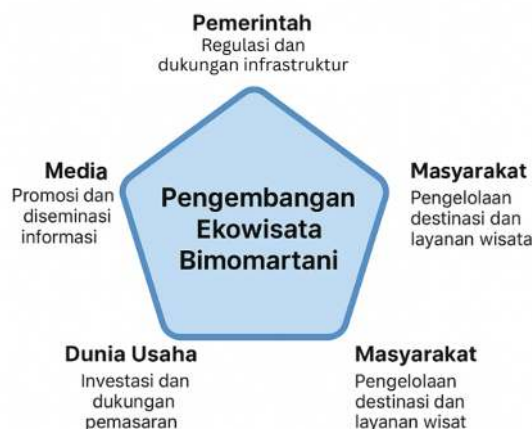 Pemerintah
Regulasi dan
dukungan infrastruktur
Media
Promosi dan
diseminasi
informasi
Pengembangan
Ekowisata
Bimomartani
Masyarakat
Pengelolaan
destinasi dan
layanan wisata
Dunia Usaha
Investasi dan
dukungan
pemasaran
Masyarakat
Pengelolaan
destinasi dan
layanan wisat